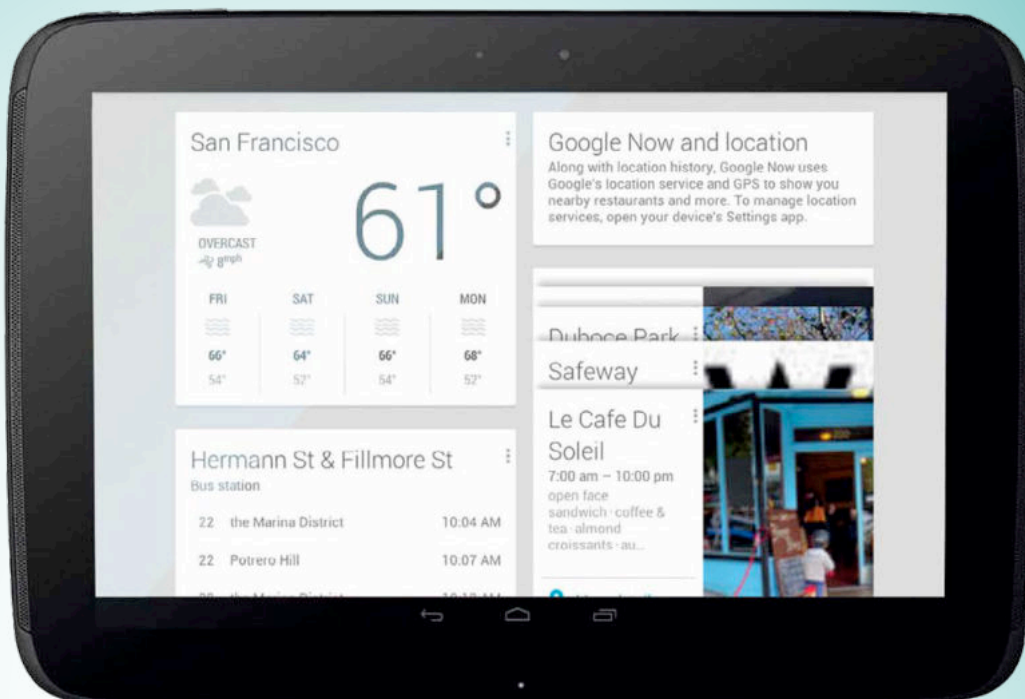 San Francisco
61°
OVERCAST
8mph
FRI SAT SUN MON
66° 64° 66° 68°
54° 52° 54° 52°
Hermann St & Fillmore St
Bus station
22 the Marina District 10:04 AM
22 Potrero Hill 10:07 AM
the Marina District
Google Now and location
Along with location history, Google Now uses
Google's location service and GPS to show you
nearby restaurants and more. To manage location
services, open your device's Settings app.
Duboce Park
Safeway
Le Cafe Du
Soleil
7:00 am – 10:00 pm
open face
sandwich · coffee &
tea · almond
croissants · au...